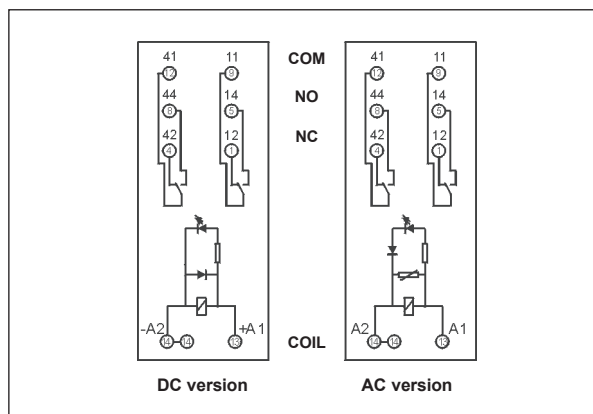 41 11 COM 41 11
12 9 12 9
44 14 NO 44 14
8 5 8 5
42 12 NC 42 12
4 1 4 1
-A2 +A1 A2 A1
14 14 13 COIL 14 14 13
DC version AC version